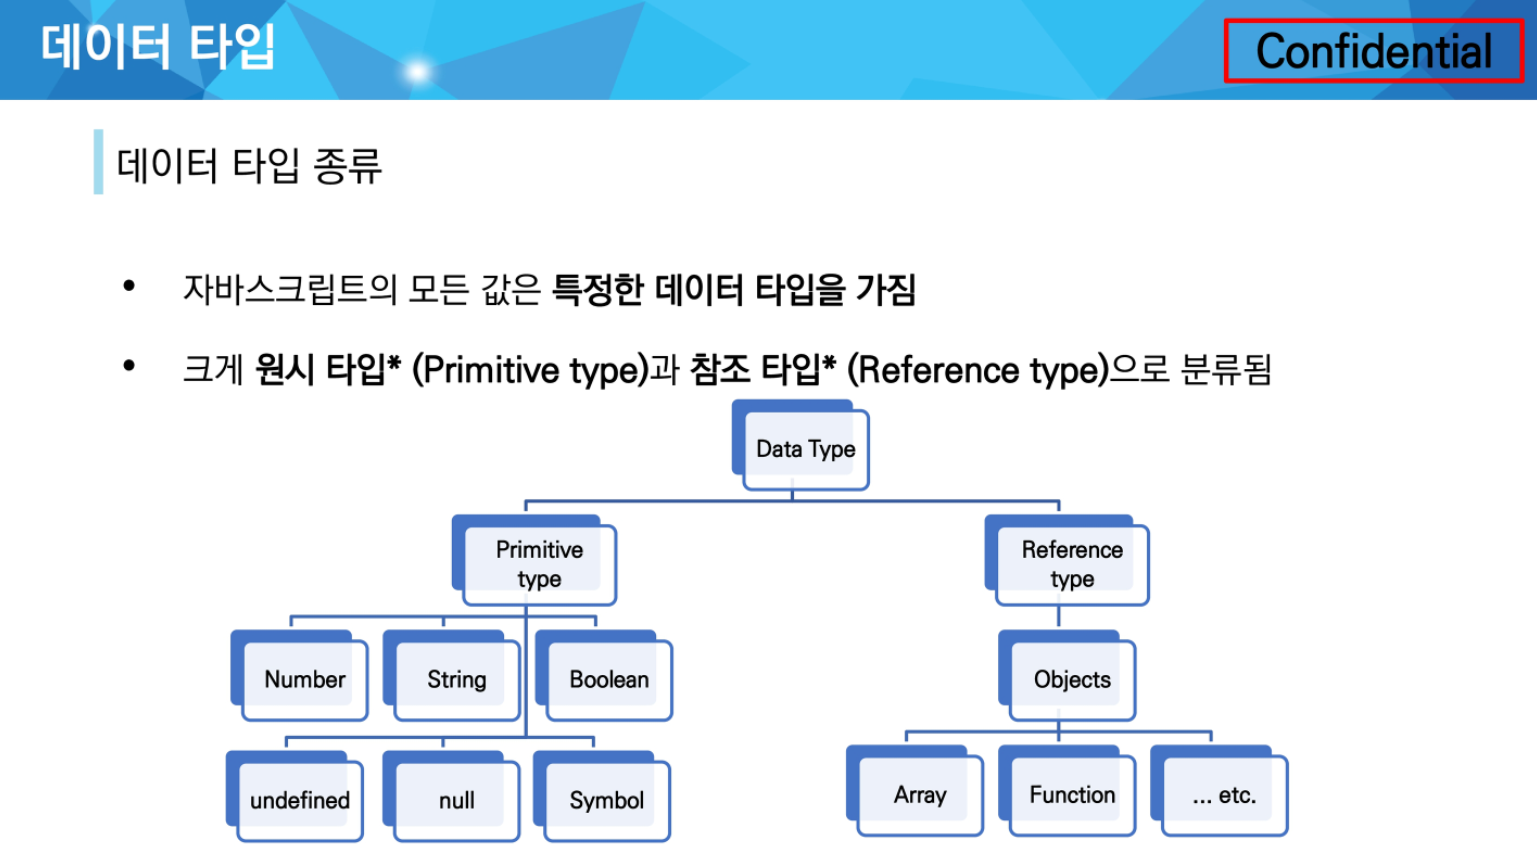 데이터 타입
Confidential
데이터 타입 종류
• 자바스크립트의 모든 값은 특정한 데이터 타입을 가짐
• 크게 원시 타입* (Primitive type)과 참조 타입* (Reference type)으로 분류됨
Data Type
Primitive
type
Reference
type
Number
String
Boolean
Objects
undefined
null
Symbol
Array
Function
... etc.